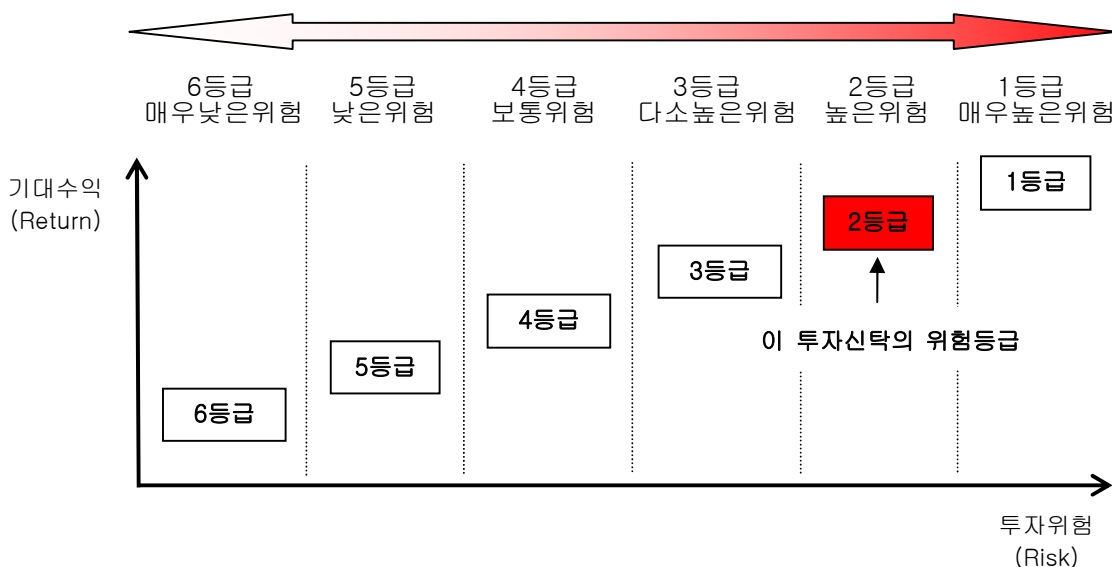 6등급
매우낮은위험
5등급
낮은위험
4등급
보통위험
3등급
다소높은위험
2등급
높은위험
1등급
매우높은위험
기대수익
(Return)
1등급
2등급
3등급
이 투자신탁의 위험등급
4등급
5등급
6등급
투자위험
(Risk)